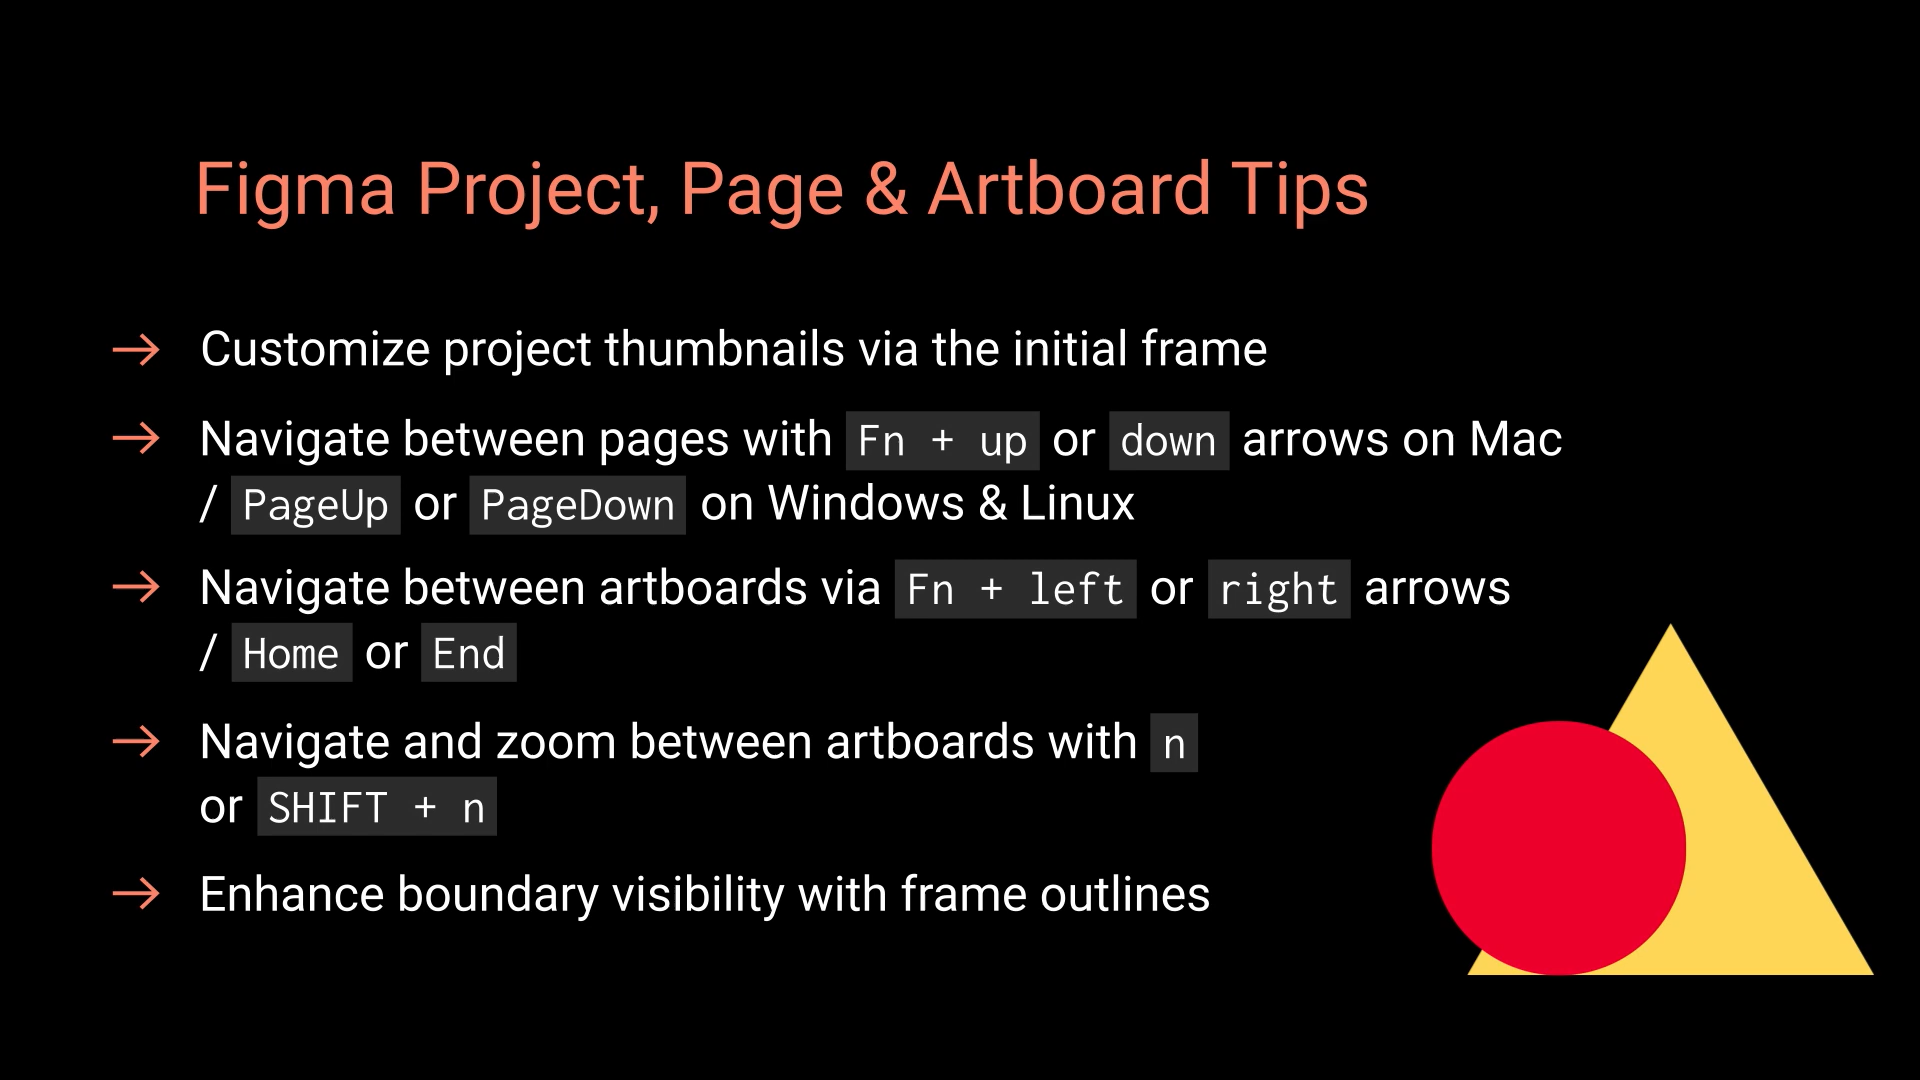 Figma Project, Page & Artboard Tips
→ Customize project thumbnails via the initial frame
→ Navigate between pages with Fn + up or down arrows on Mac
/ PageUp or PageDown on Windows & Linux
→ Navigate between artboards via Fn + left or right arrows
/ Home or End
→ Navigate and zoom between artboards with n
or SHIFT + n
→ Enhance boundary visibility with frame outlines